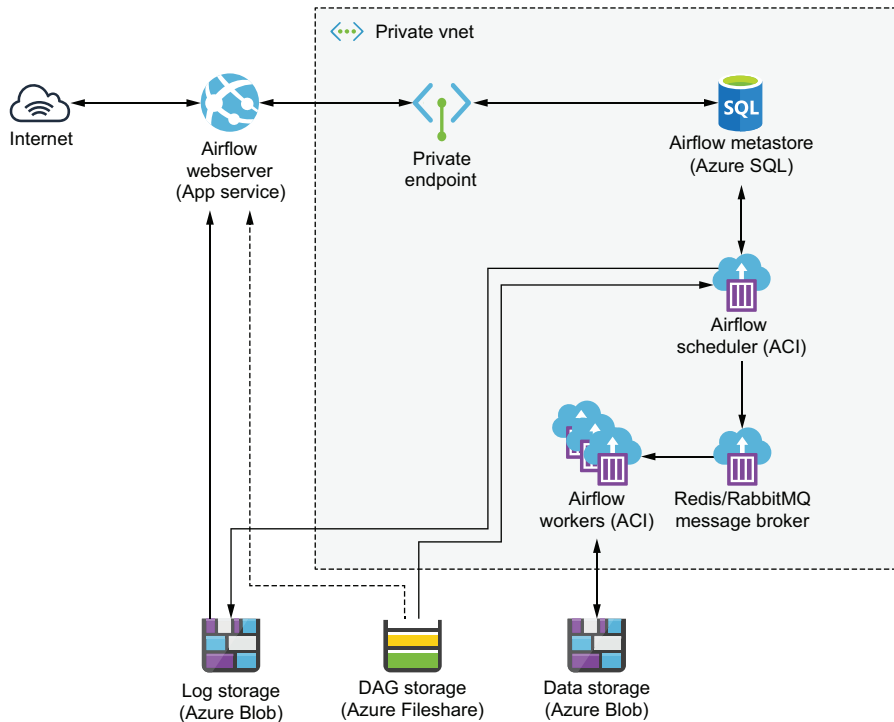 Private vnet
Internet
Airflow
webserver
(App service)
Private
endpoint
SQL
Airflow metastore
(Azure SQL)
Airflow
scheduler (ACI)
Airflow
workers (ACI)
Redis/RabbitMQ
message broker
Log storage
(Azure Blob)
DAG storage
(Azure Fileshare)
Data storage
(Azure Blob)